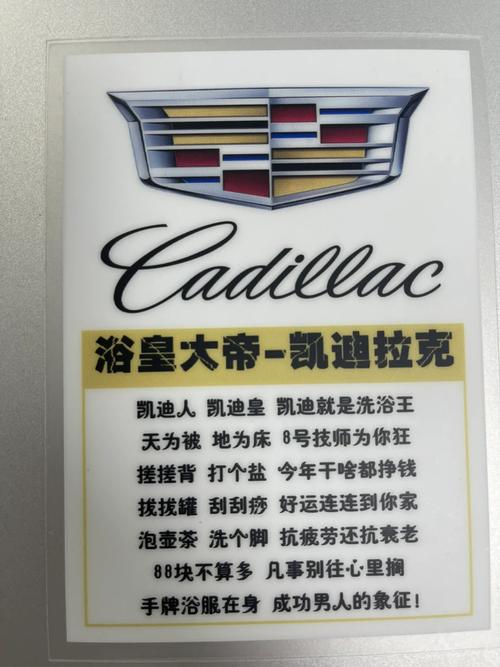 Cadillac
浴皇大帝-凯迪拉克
凯迪人 凯迪皇 凯迪就是洗浴王
天为被 地为床 8号技师为你狂
搓搓背 打个盐 今年干啥都挣钱
拔拔罐 刮刮痧 好运连连到你家
泡壶茶 洗个脚 抗疲劳还抗衰老
88块不算多 凡事别往心里搁
手牌浴服在身 成功男人的象征!